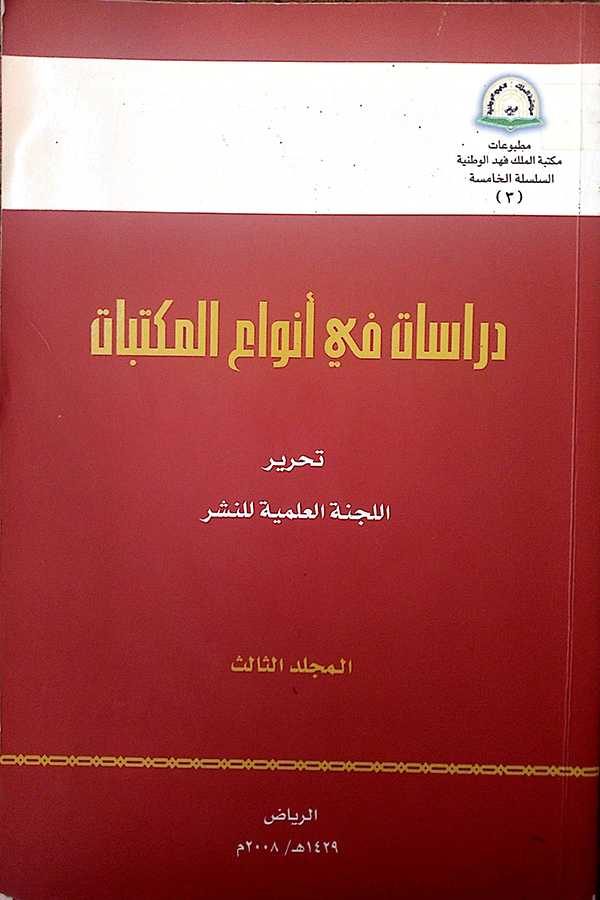 مطبوعات
مكتبة الملك فهد الوطنية
السلسلة الخامسة
(٣)
دراسات في أنواع المكتبات
تحرير
اللجنة العلمية للنشر
المجلد الثالث
الرياض
١٤٢٩هـ/ ٢٠٠٨م